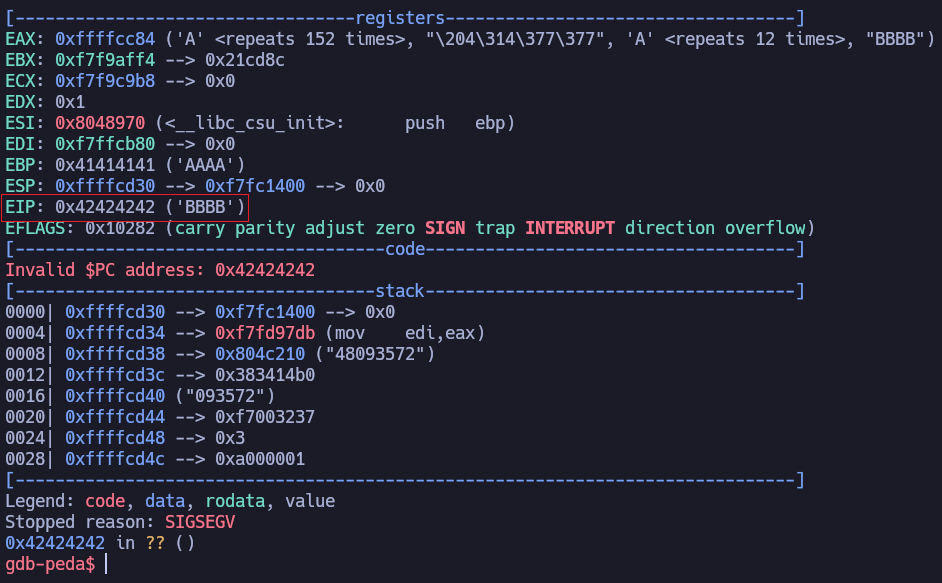 [----------------------------------registers-----------------------------------]
EAX: 0xffffcc84 ('A' <repeats 152 times>, "\204\314\377\377", 'A' <repeats 12 times>, "BBBB")
EBX: 0xf7f9aff4 --> 0x21cd8c
ECX: 0xf7f9c9b8 --> 0x0
EDX: 0x1
ESI: 0x8048970 (<__libc_csu_init>:      push   ebp)
EDI: 0xf7ffcb80 --> 0x0
EBP: 0x41414141 ('AAAA')
ESP: 0xffffcd30 --> 0xf7fc1400 --> 0x0
EIP: 0x42424242 ('BBBB')
EFLAGS: 0x10282 (carry parity adjust zero SIGN trap INTERRUPT direction overflow)
[-------------------------------------code-------------------------------------]
Invalid $PC address: 0x42424242
[------------------------------------stack-------------------------------------]
0000| 0xffffcd30 --> 0xf7fc1400 --> 0x0
0004| 0xffffcd34 --> 0xf7fd97db (mov    edi,eax)
0008| 0xffffcd38 --> 0x804c210 ("48093572")
0012| 0xffffcd3c --> 0x383414b0
0016| 0xffffcd40 ("093572")
0020| 0xffffcd44 --> 0xf7003237
0024| 0xffffcd48 --> 0x3
0028| 0xffffcd4c --> 0xa000001
[------------------------------------------------------------------------------]
Legend: code, data, rodata, value
Stopped reason: SIGSEGV
0x42424242 in ?? ()
gdb-peda$